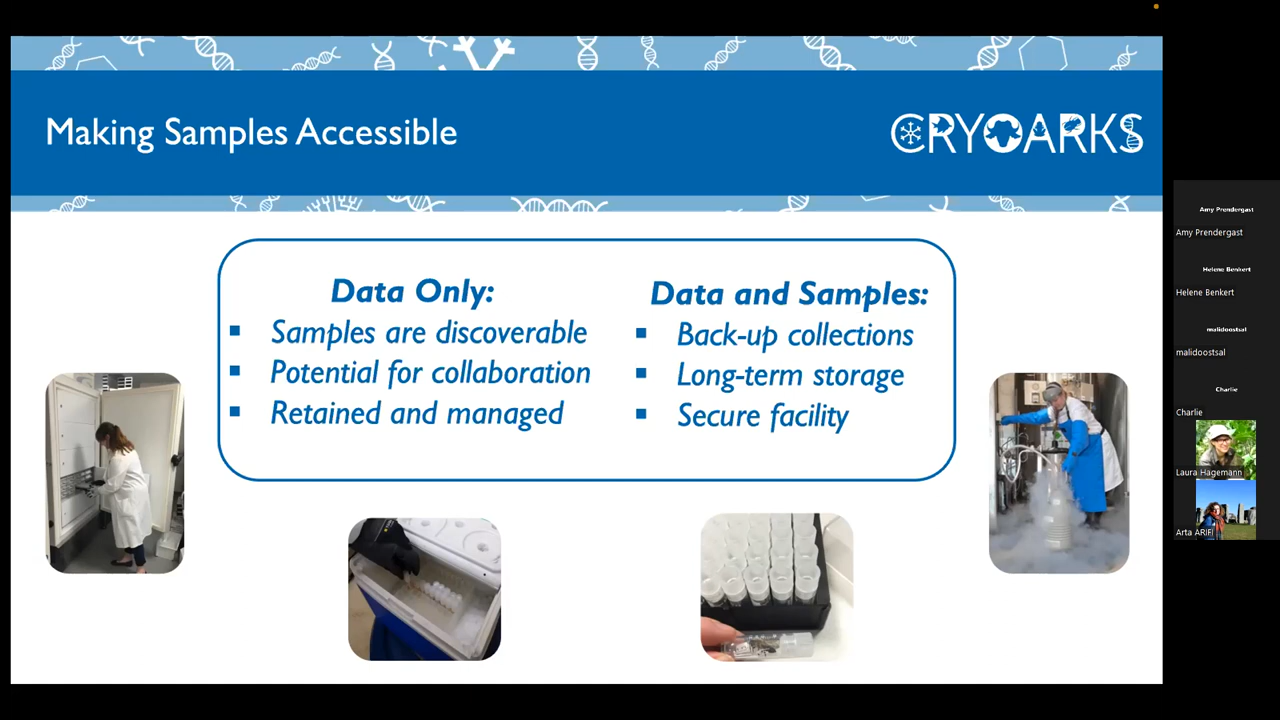 Making Samples Accessible
CRYOARKS
Data Only:
Samples are discoverable
Potential for collaboration
Retained and managed
Data and Samples:
Back-up collections
Long-term storage
Secure facility
Amy Prendergast
Amy Prendergast
Helene Benkert
Helene Benkert
malidoostsal
malidoostsal
Charlie
Charlie
Laura Hagemann
Arta ARIFI